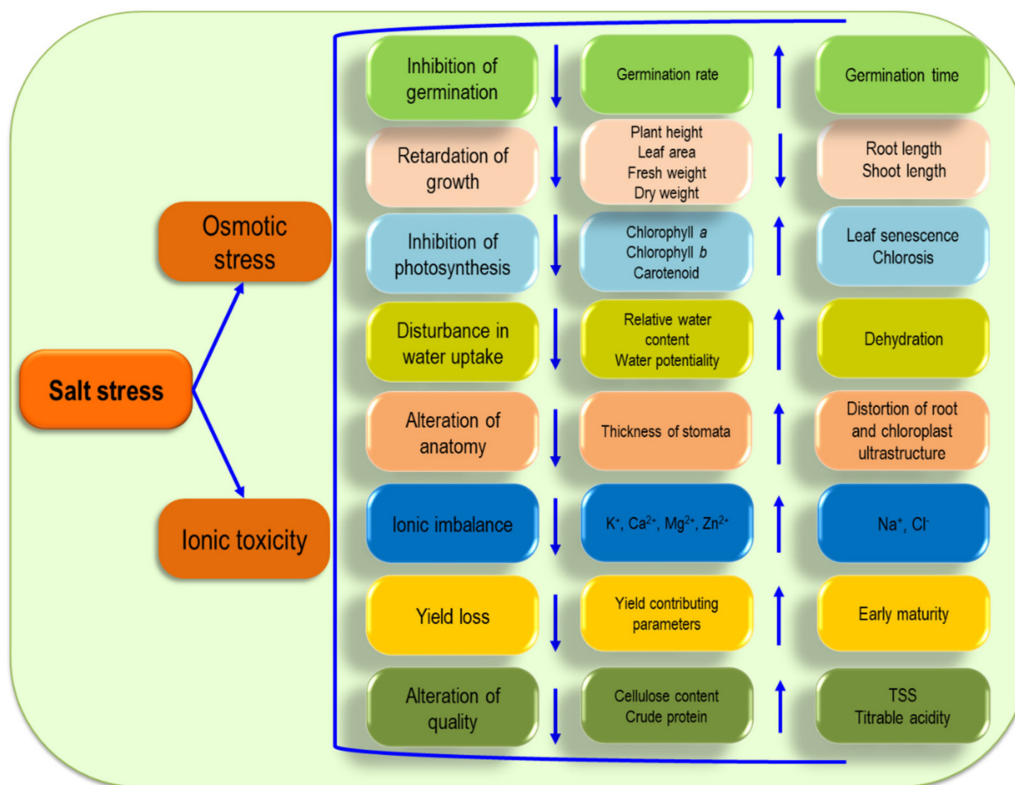 Salt stress
Osmotic
stress
Ionic toxicity
Inhibition of
germination
Germination rate
Germination time
Retardation of
growth
Plant height
Leaf area
Fresh weight
Dry weight
Root length
Shoot length
Inhibition of
photosynthesis
Chlorophyll a
Chlorophyll b
Carotenoid
Leaf senescence
Chlorosis
Disturbance in
water uptake
Relative water
content
Water potentiality
Dehydration
Alteration of
anatomy
Thickness of stomata
Distortion of root
and chloroplast
ultrastructure
Ionic imbalance
K⁺, Ca²⁺, Mg²⁺, Zn²⁺
Na⁺, Cl⁻
Yield loss
Yield contributing
parameters
Early maturity
Alteration of
quality
Cellulose content
Crude protein
TSS
Titrable acidity